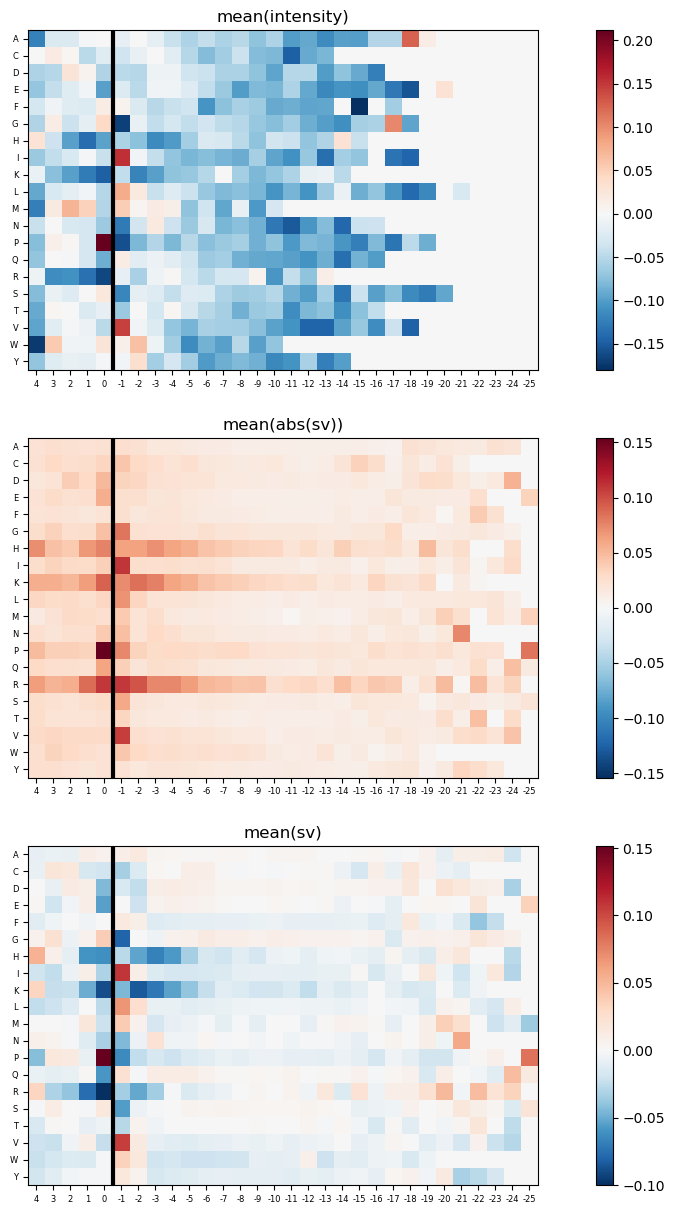 mean(intensity)
A
C
D
E
F
G
H
I
K
L
M
N
P
Q
R
S
T
V
W
Y
4 3 2 1 0 -1 -2 -3 -4 -5 -6 -7 -8 -9 -10 -11 -12 -13 -14 -15 -16 -17 -18 -19 -20 -21 -22 -23 -24 -25
0.20
0.15
0.10
0.05
0.00
−0.05
−0.10
−0.15
mean(abs(sv))
A
C
D
E
F
G
H
I
K
L
M
N
P
Q
R
S
T
V
W
Y
4 3 2 1 0 -1 -2 -3 -4 -5 -6 -7 -8 -9 -10 -11 -12 -13 -14 -15 -16 -17 -18 -19 -20 -21 -22 -23 -24 -25
0.15
0.10
0.05
0.00
−0.05
−0.10
−0.15
mean(sv)
A
C
D
E
F
G
H
I
K
L
M
N
P
Q
R
S
T
V
W
Y
4 3 2 1 0 -1 -2 -3 -4 -5 -6 -7 -8 -9 -10 -11 -12 -13 -14 -15 -16 -17 -18 -19 -20 -21 -22 -23 -24 -25
0.15
0.10
0.05
0.00
−0.05
−0.10